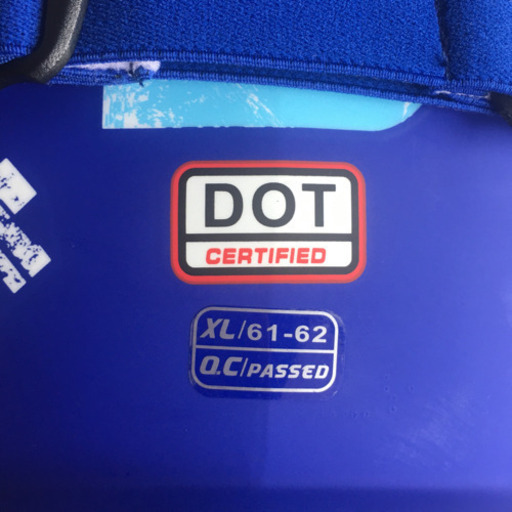 DOT
CERTIFIED
XL/61-62
Q.C/PASSED